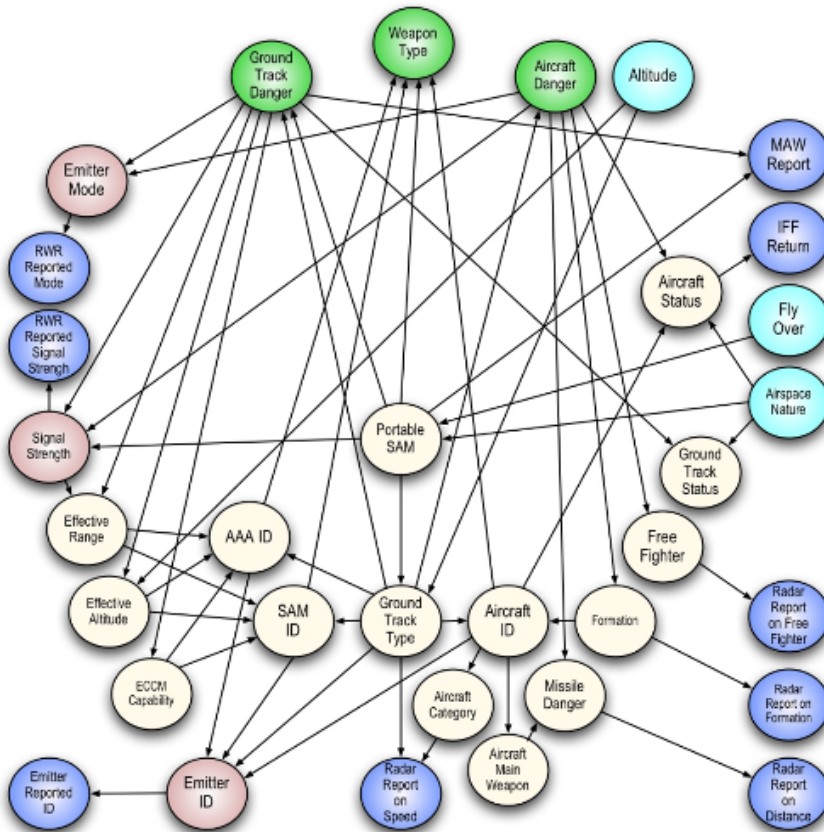 Ground
Track
Danger
Weapon
Type
Aircraft
Danger
Altitude
Emitter
Mode
MAW
Report
RWR
Reported
Mode
IFF
Return
Aircraft
Status
RWR
Reported
Signal
Strengh
Fly
Over
Airspace
Nature
Signal
Strength
Portable
SAM
Ground
Track
Status
Effective
Range
AAA ID
Free
Fighter
Effective
Altitude
SAM
ID
Ground
Track
Type
Aircraft
ID
Formation
Radar
Report
on Free
Fighter
ECCM
Capability
Aircraft
Category
Missile
Danger
Radar
Report on
Formation
Aircraft
Main
Weapon
Emitter
Reported
ID
Emitter
ID
Radar
Report
on
Speed
Radar
Report
on
Distance